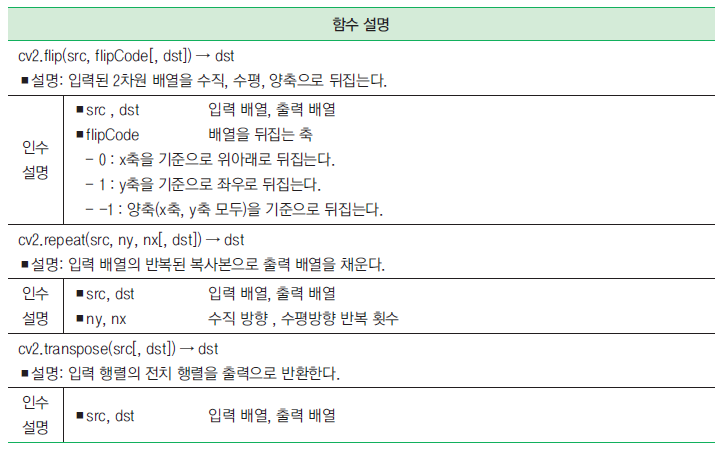 함수 설명
cv2.flip(src, flipCode[, dst]) → dst
■ 설명: 입력된 2차원 배열을 수직, 수평, 양축으로 뒤집는다.
인수
설명
■ src , dst 입력 배열, 출력 배열
■ flipCode 배열을 뒤집는 축
- 0 : x축을 기준으로 위아래로 뒤집는다.
- 1 : y축을 기준으로 좌우로 뒤집는다.
- -1 : 양축(x축, y축 모두)을 기준으로 뒤집는다.
cv2.repeat(src, ny, nx[, dst]) → dst
■ 설명: 입력 배열의 반복된 복사본으로 출력 배열을 채운다.
인수
설명
■ src, dst 입력 배열, 출력 배열
■ ny, nx 수직 방향 , 수평방향 반복 횟수
cv2.transpose(src[, dst]) → dst
■ 설명: 입력 행렬의 전치 행렬을 출력으로 반환한다.
인수
설명
■ src, dst 입력 배열, 출력 배열